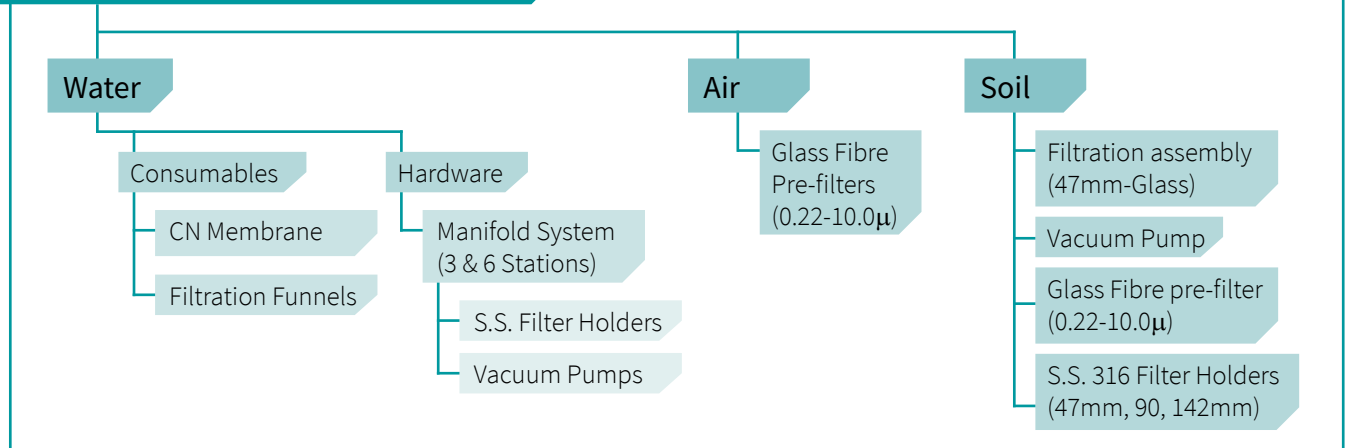 Water
Consumables
CN Membrane
Filtration Funnels
Hardware
Manifold System
(3 & 6 Stations)
S.S. Filter Holders
Vacuum Pumps
Air
Glass Fibre
Pre-filters
(0.22-10.0μ)
Soil
Filtration assembly
(47mm-Glass)
Vacuum Pump
Glass Fibre pre-filter
(0.22-10.0μ)
S.S. 316 Filter Holders
(47mm, 90, 142mm)